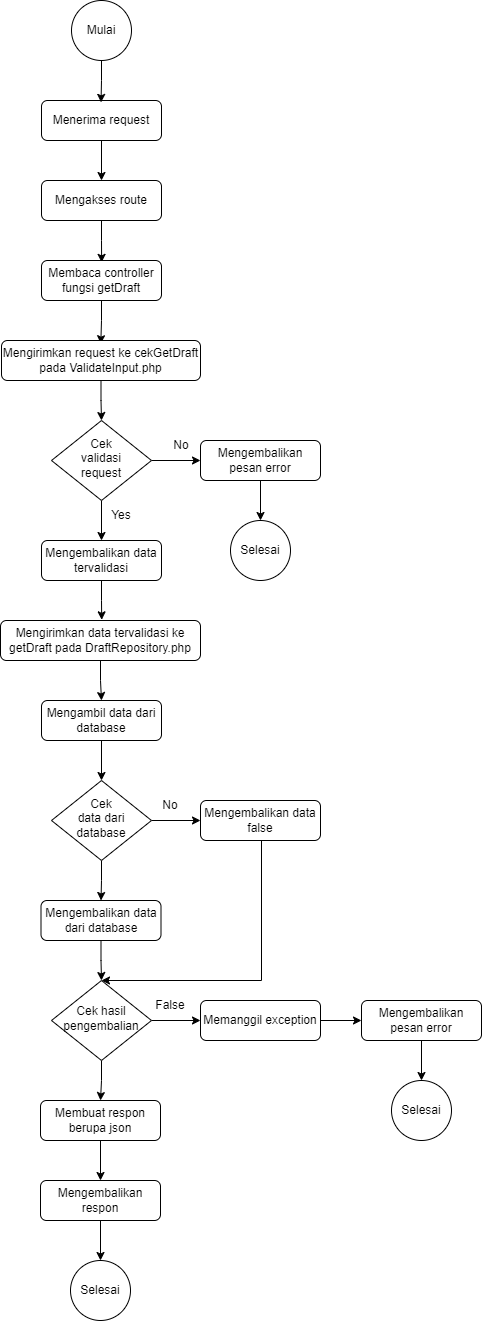 Mulai
Menerima request
Mengakses route
Membaca controller
fungsi getDraft
Mengirimkan request ke cekGetDraft
pada ValidateInput.php
Cek
validasi
request
No
Mengembalikan
pesan error
Selesai
Yes
Mengembalikan data
tervalidasi
Mengirimkan data tervalidasi ke
getDraft pada DraftRepository.php
Mengambil data dari
database
Cek
data dari
database
No
Mengembalikan data
false
Mengembalikan data
dari database
Cek hasil
pengembalian
False
Memanggil exception
Mengembalikan
pesan error
Selesai
Membuat respon
berupa json
Mengembalikan
respon
Selesai